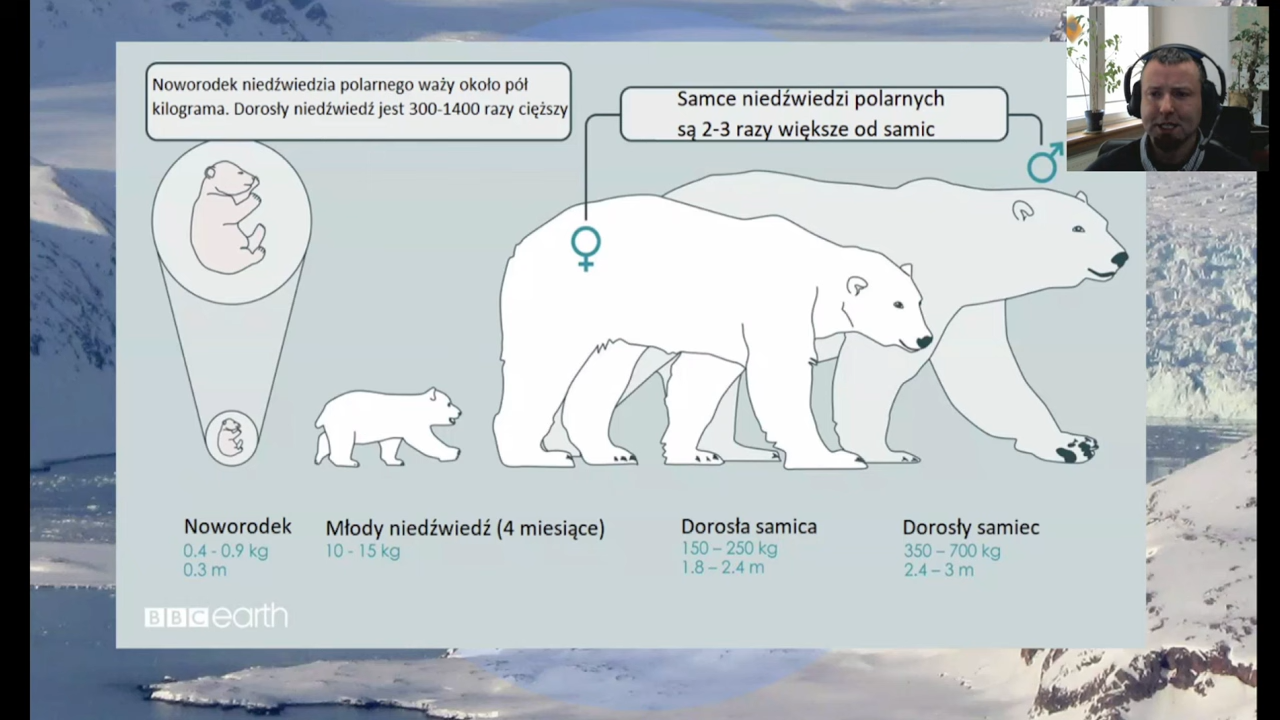 Noworodek niedźwiedzia polarnego waży około pół
kilograma. Dorosły niedźwiedź jest 300-1400 razy cięższy
Samce niedźwiedzi polarnych
są 2-3 razy większe od samic
Noworodek
0.4 - 0.9 kg
0.3 m
Młody niedźwiedź (4 miesiące)
10 - 15 kg
Dorosła samica
150 – 250 kg
1.8 – 2.4 m
Dorosły samiec
350 – 700 kg
2.4 – 3 m
BBC earth